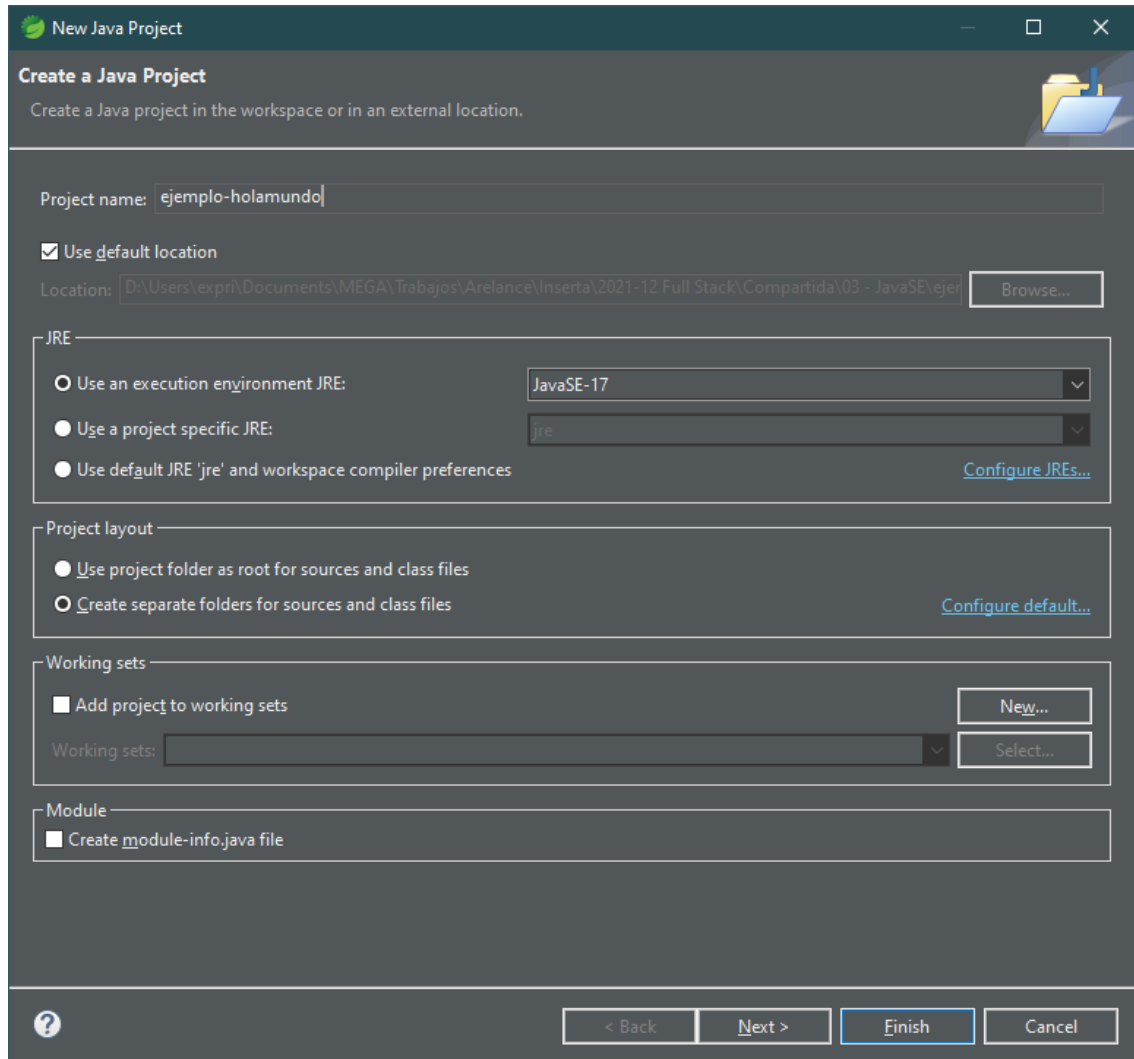 New Java Project
Create a Java Project
Create a Java project in the workspace or in an external location.
Project name: ejemplo-holamundo
Use default location
Location: D:\Users\expri\Documents\MEGA\Trabajos\Arelance\Inserta\2021-12 Full Stack\Compartida\03 - JavaSE\ejer Browse...
JRE
Use an execution environment JRE: JavaSE-17
Use a project specific JRE: jre
Use default JRE 'jre' and workspace compiler preferences Configure JREs...
Project layout
Use project folder as root for sources and class files
Create separate folders for sources and class files Configure default...
Working sets
Add project to working sets New...
Working sets: Select...
Module
Create module-info.java file
? < Back Next > Finish Cancel